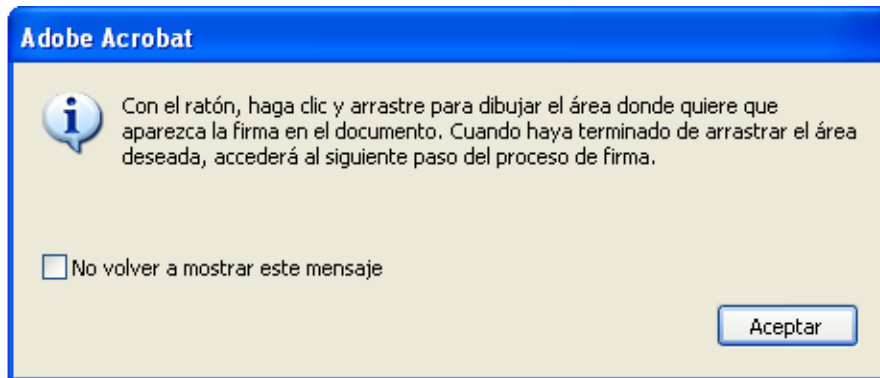 Adobe Acrobat
Con el ratón, haga clic y arrastre para dibujar el área donde quiere que
aparezca la firma en el documento. Cuando haya terminado de arrastrar el área
deseada, accederá al siguiente paso del proceso de firma.
No volver a mostrar este mensaje
Aceptar